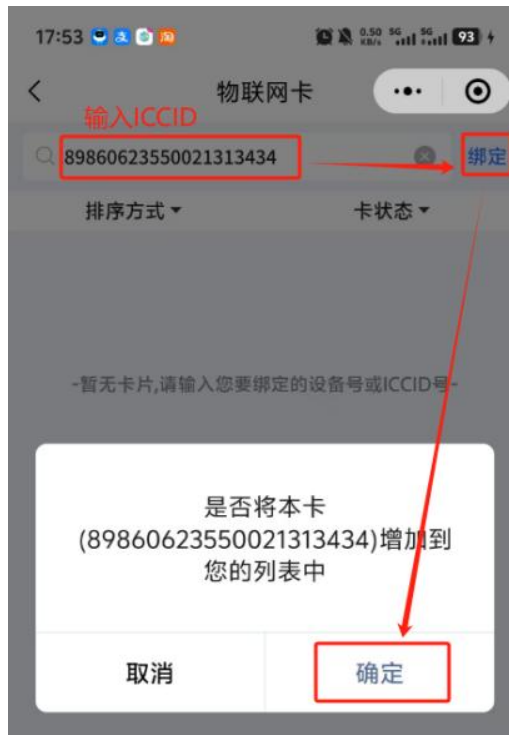 17:53 0.50 KB/s 5G 5G 93
物联网卡
输入ICCID
89860623550021313434 绑定
排序方式 卡状态
-暂无卡片,请输入您要绑定的设备号或ICCID号-
是否将本卡
(89860623550021313434)增加到
您的列表中
取消 确定